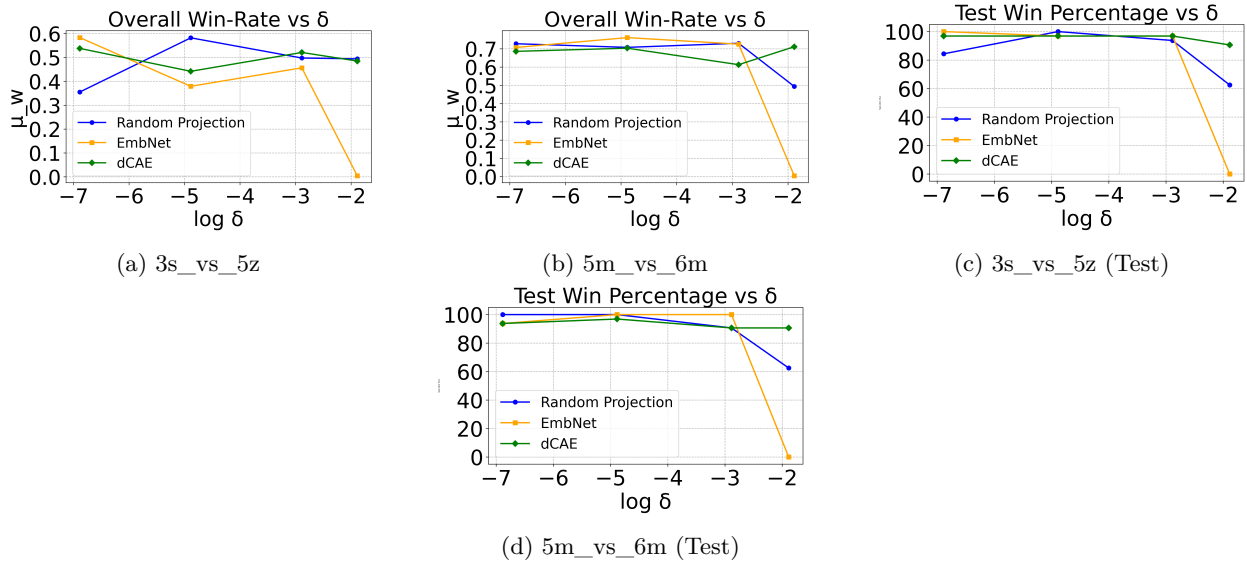 Overall Win-Rate vs δ
0.6
0.5
0.4
0.3
0.2
0.1
0.0
μ_w
Random Projection
EmbNet
dCAE
−7 −6 −5 −4 −3 −2
log δ
(a) 3s_vs_5z
Overall Win-Rate vs δ
0.7
0.6
0.5
0.4
0.3
0.2
0.1
0.0
μ_w
Random Projection
EmbNet
dCAE
−7 −6 −5 −4 −3 −2
log δ
(b) 5m_vs_6m
Test Win Percentage vs δ
100
80
60
40
20
0
Random Projection
EmbNet
dCAE
−7 −6 −5 −4 −3 −2
log δ
(c) 3s_vs_5z (Test)
Test Win Percentage vs δ
100
80
60
40
20
0
Random Projection
EmbNet
dCAE
−7 −6 −5 −4 −3 −2
log δ
(d) 5m_vs_6m (Test)